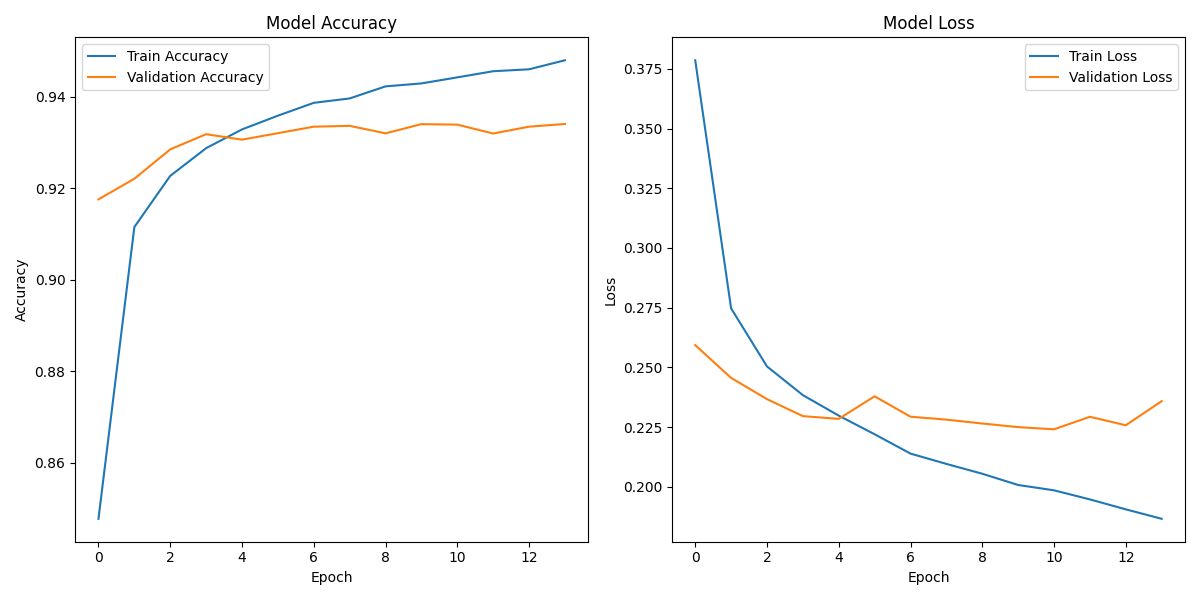 Model Accuracy
Train Accuracy
Validation Accuracy
0.94
0.92
0.90
0.88
0.86
Accuracy
0 2 4 6 8 10 12
Epoch
Model Loss
Train Loss
Validation Loss
0.375
0.350
0.325
0.300
0.275
0.250
0.225
0.200
Loss
0 2 4 6 8 10 12
Epoch